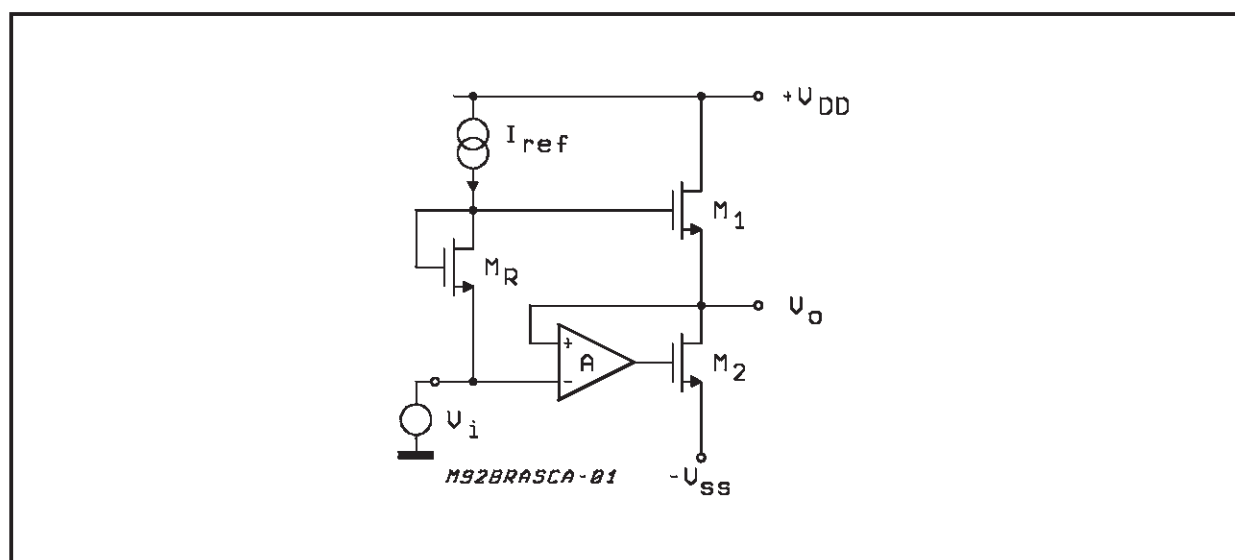 +V_DD
I_ref
M_1
M_R
V_o
+
A
M_2
-
V_i
M92BRASCA-01
-V_SS